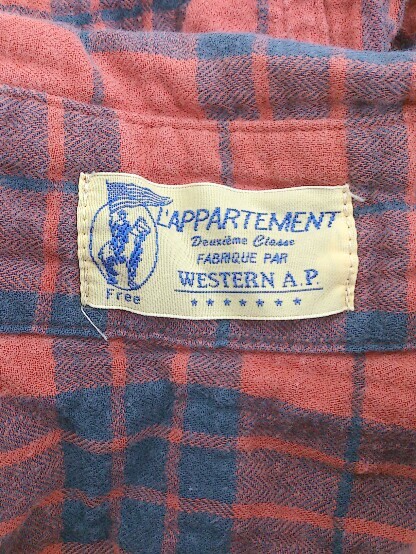 L'APPARTEMENT
Deuxième Classe
FABRIQUE PAR
WESTERN A.P.
Free